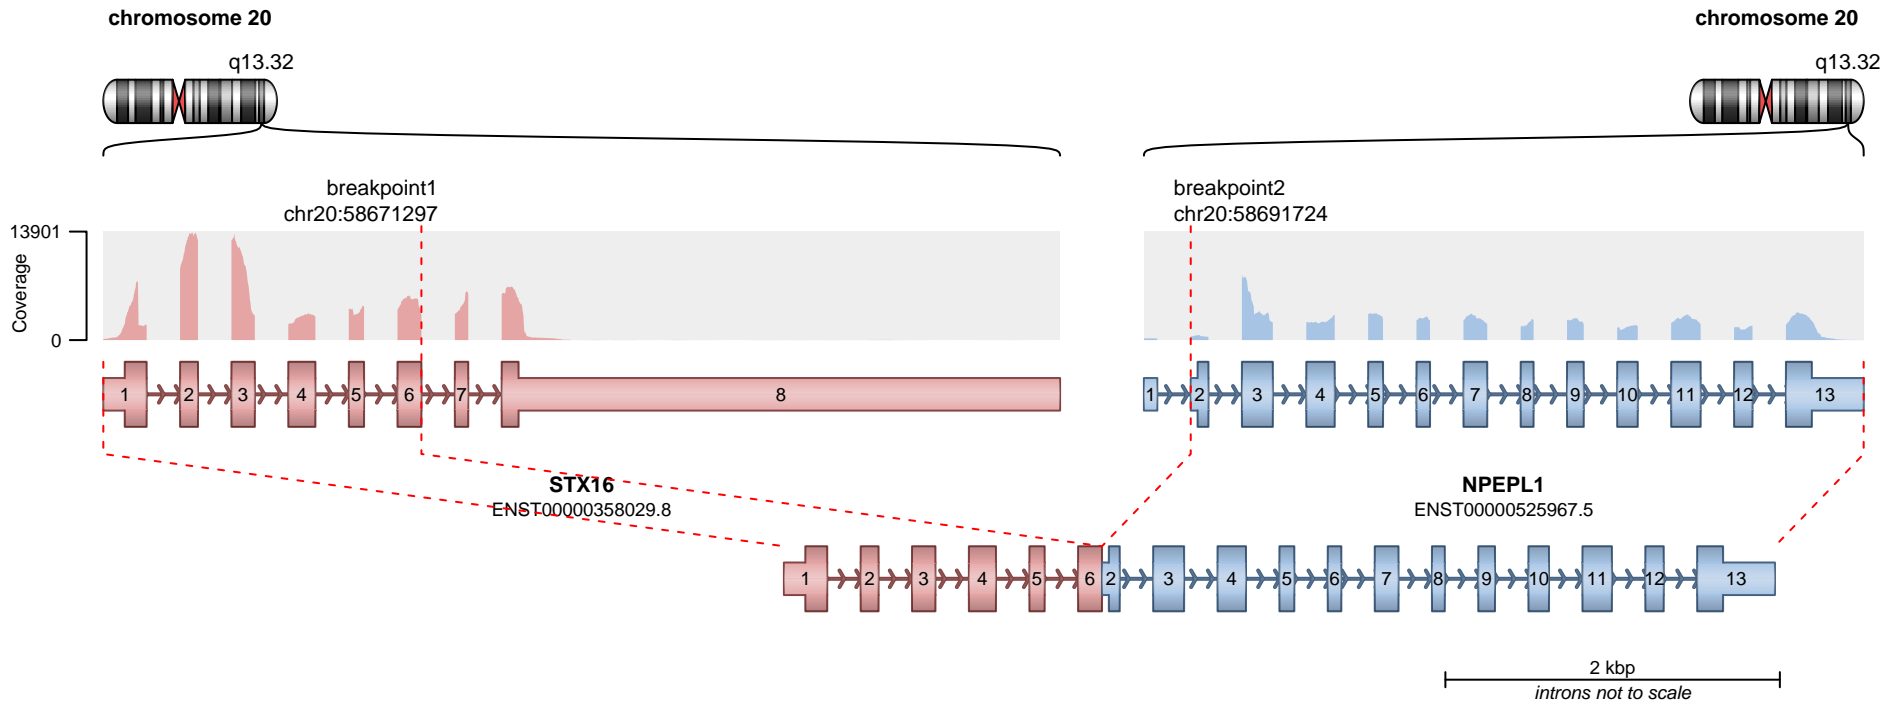 chromosome 20
chromosome 20
q13.32
q13.32
breakpoint1
chr20:58671297
breakpoint2
chr20:58691724
13901
Coverage
0
1 2 3 4 5 6 7 8
1 2 3 4 5 6 7 8 9 10 11 12 13
STX16
ENST00000358029.8
NPEPL1
ENST00000525967.5
1 2 3 4 5 6 2 3 4 5 6 7 8 9 10 11 12 13
2 kbp
introns not to scale